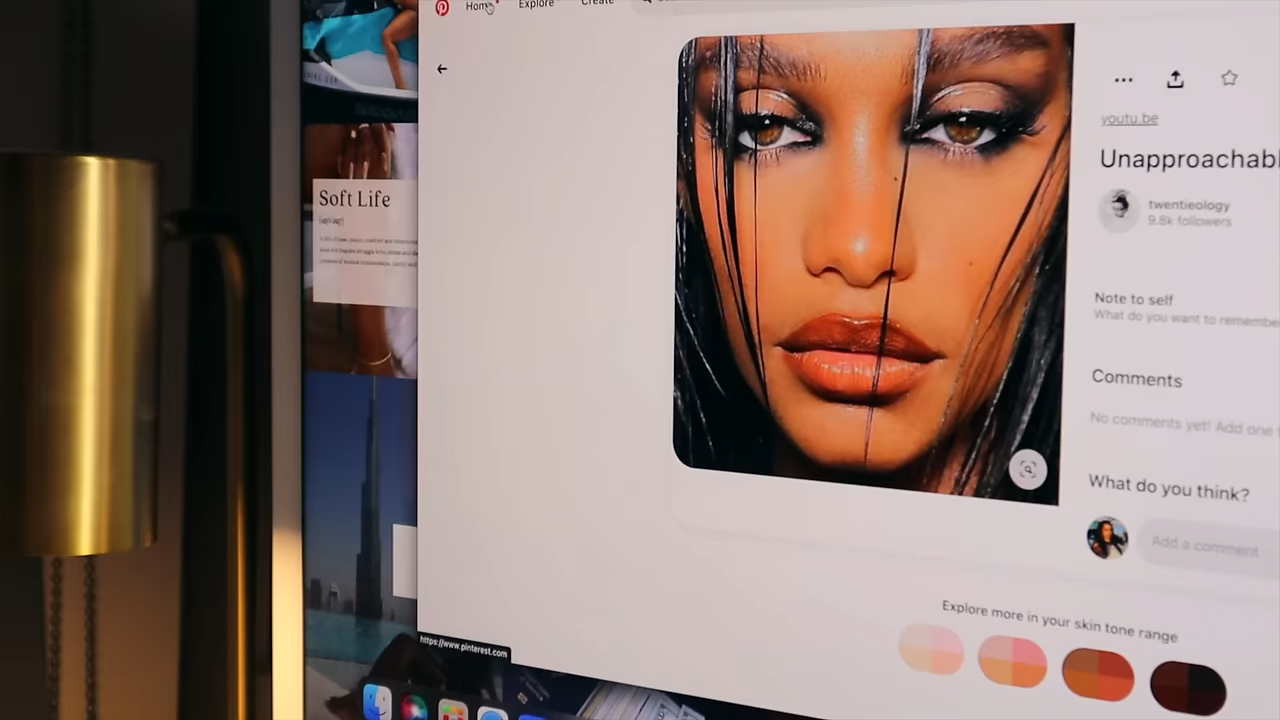 Home
Explore
Create
youtu.be
Unapproachabl
twentieology
9.8k followers
Note to self
What do you want to remembe
Comments
No comments yet! Add one
What do you think?
Add a comment
Explore more in your skin tone range
Soft Life
https://www.pinterest.com